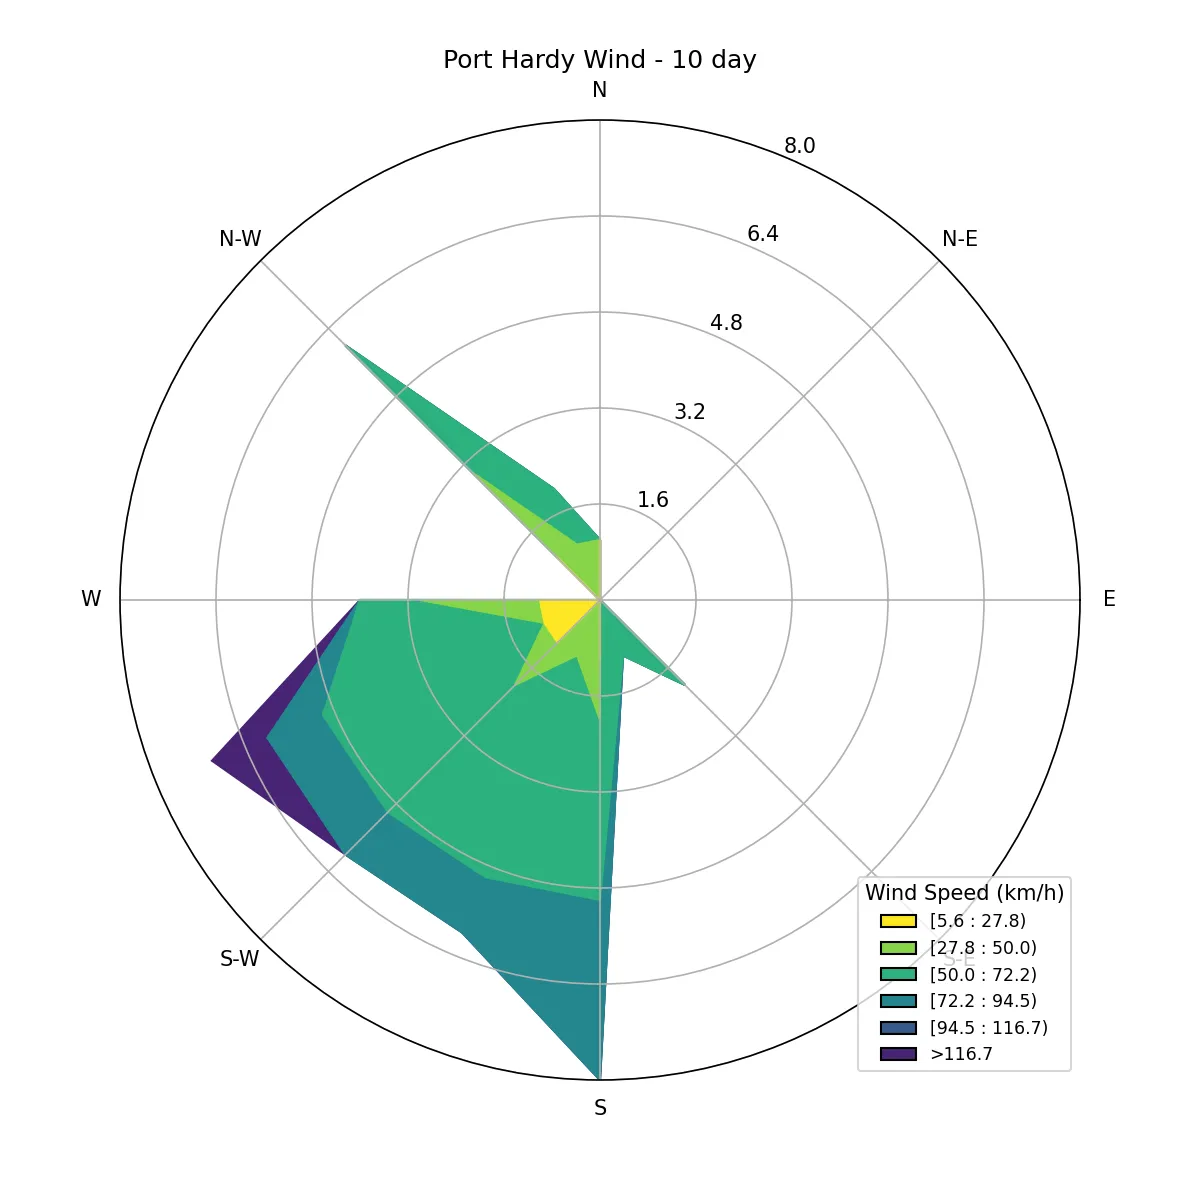 Port Hardy Wind - 10 day
N
8.0
6.4
N-W
N-E
4.8
3.2
1.6
W
E
S-W
S-E
S
Wind Speed (km/h)
[5.6 : 27.8)
[27.8 : 50.0)
[50.0 : 72.2)
[72.2 : 94.5)
[94.5 : 116.7)
>116.7